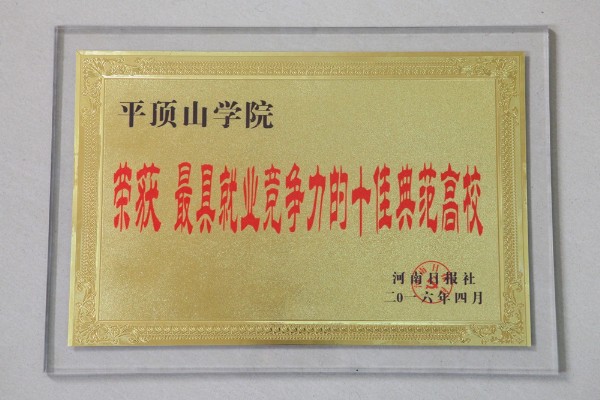 平顶山学院
荣获 最具就业竞争力的十佳典范高校
河南日报社
二0一六年四月